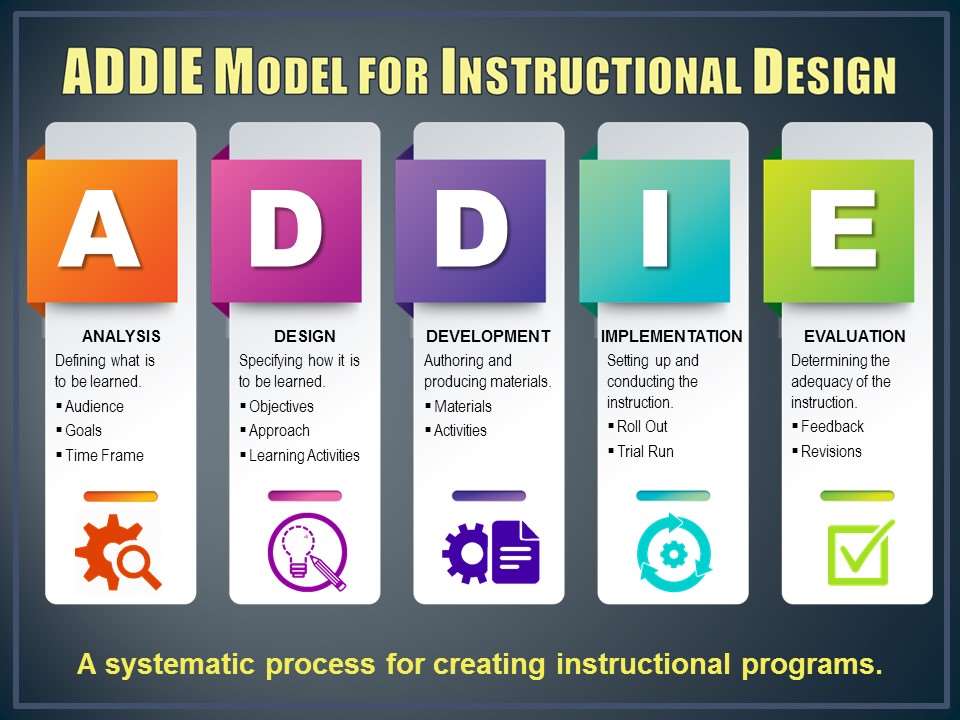 ADDIE MODEL FOR INSTRUCTIONAL DESIGN
A
ANALYSIS
Defining what is
to be learned.
▪ Audience
▪ Goals
▪ Time Frame
D
DESIGN
Specifying how it is
to be learned.
▪ Objectives
▪ Approach
▪ Learning Activities
D
DEVELOPMENT
Authoring and
producing materials.
▪ Materials
▪ Activities
I
IMPLEMENTATION
Setting up and
conducting the
instruction.
▪ Roll Out
▪ Trial Run
E
EVALUATION
Determining the
adequacy of the
instruction.
▪ Feedback
▪ Revisions
A systematic process for creating instructional programs.